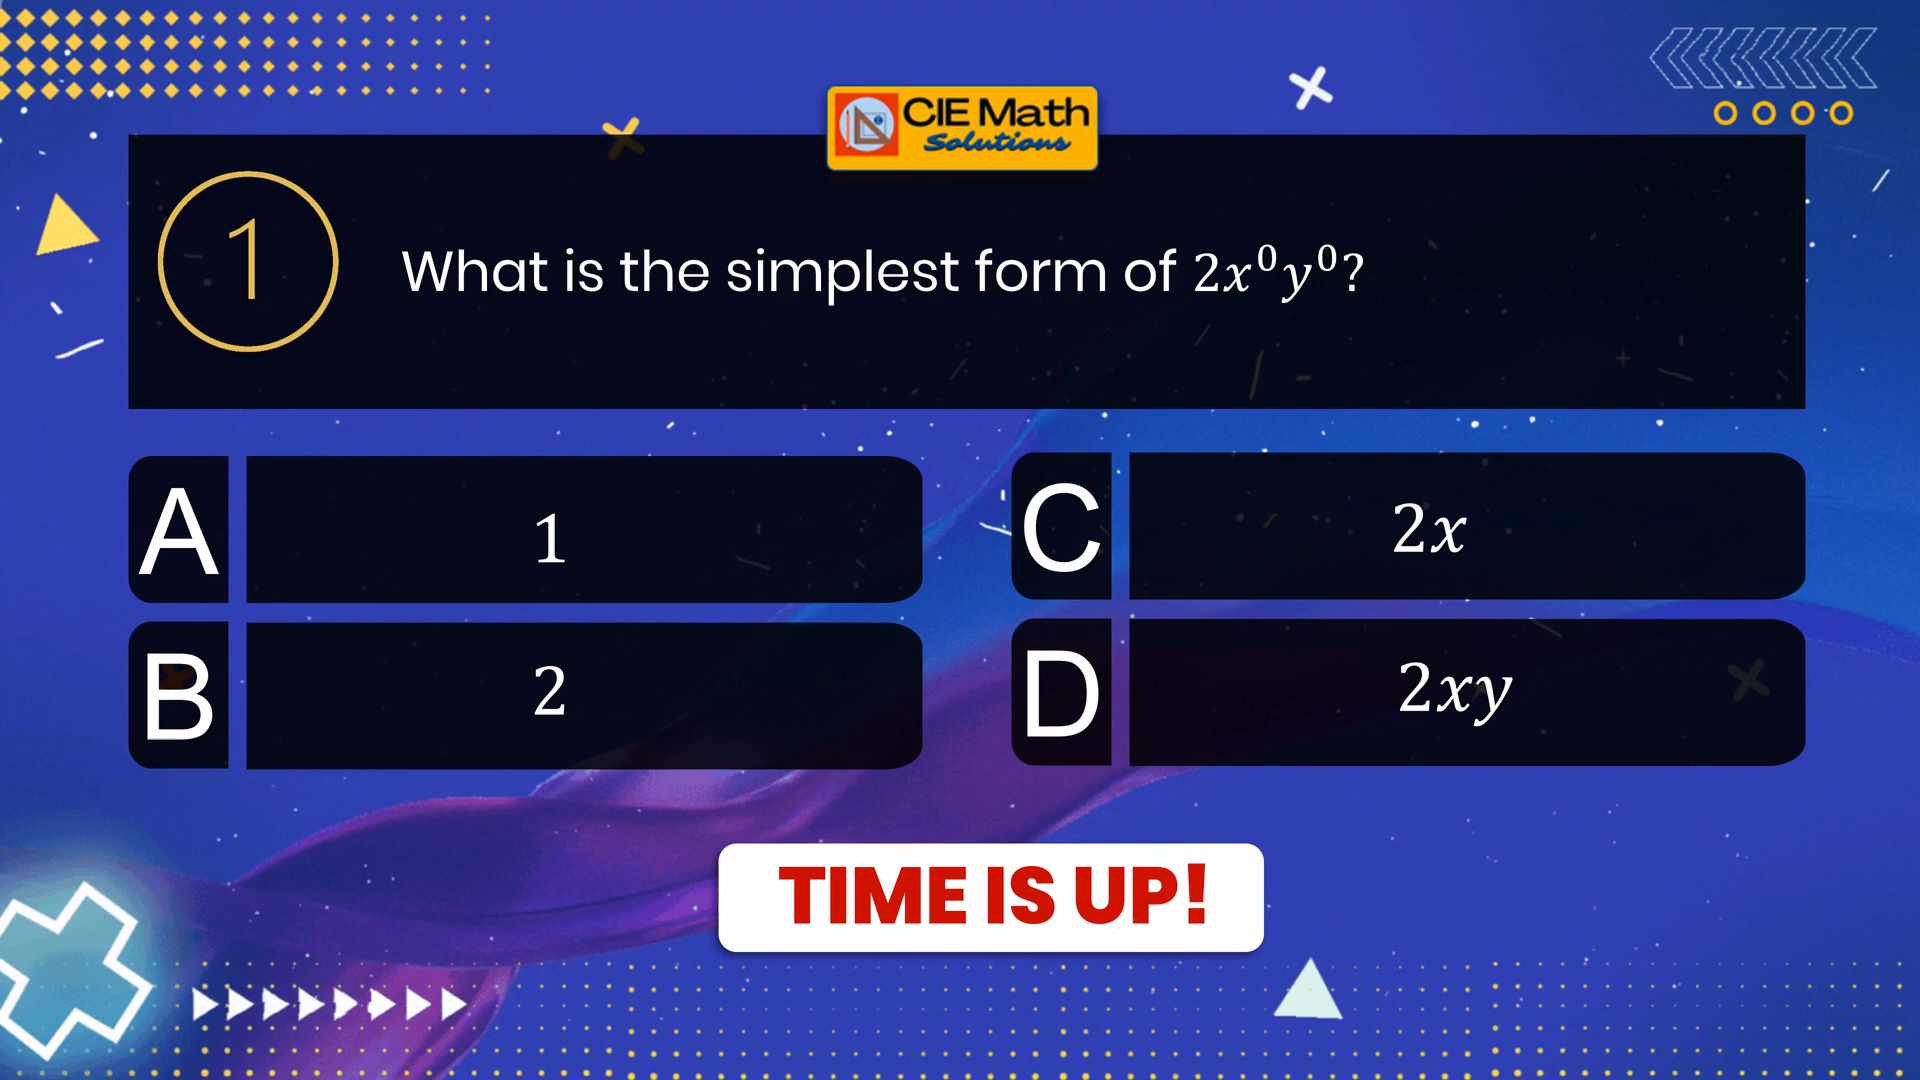 CIE Math
Solutions
1
What is the simplest form of 2x⁰y⁰?
A
1
B
2
C
2x
D
2xy
TIME IS UP!